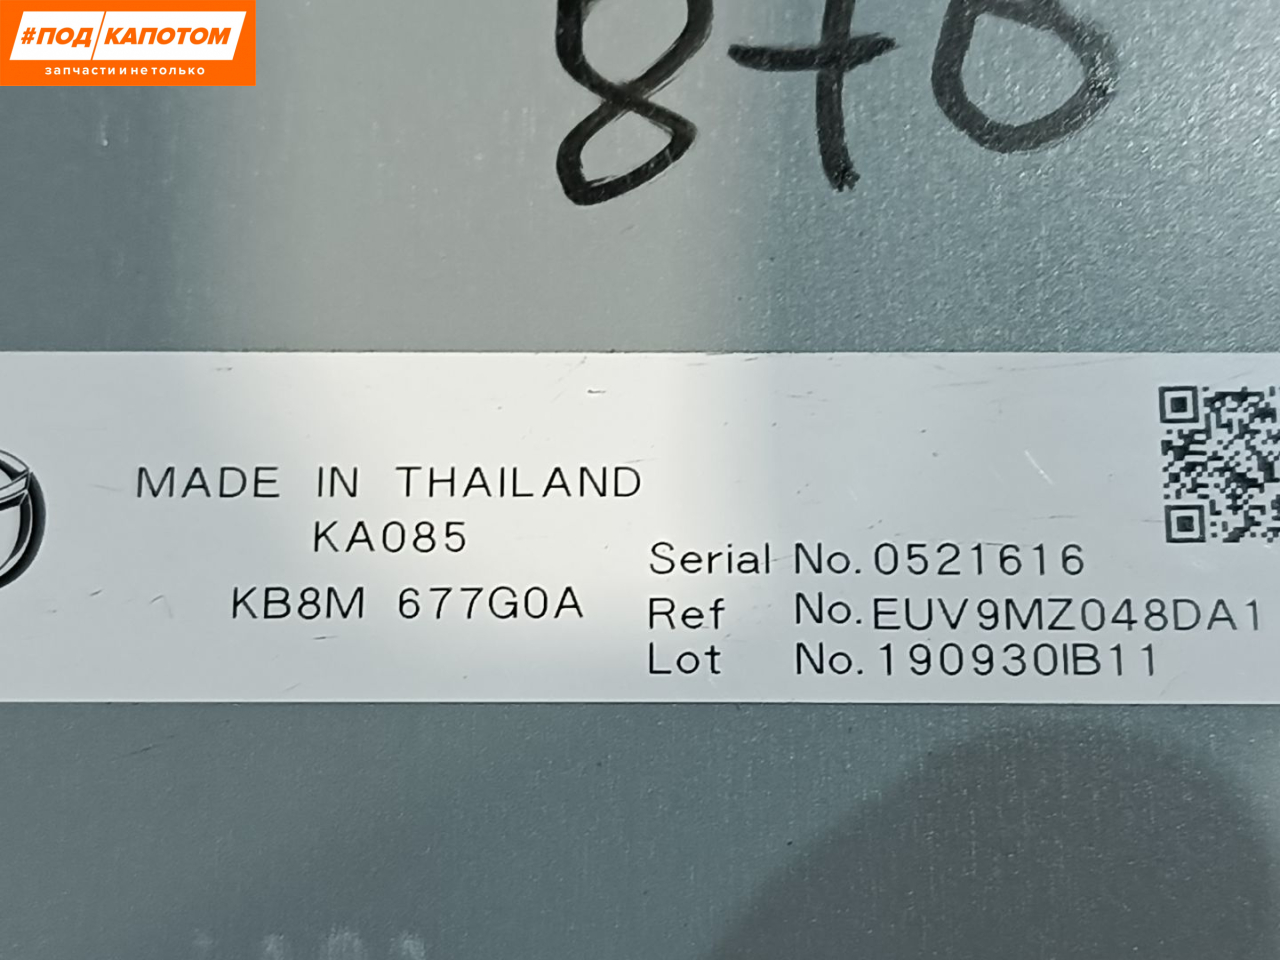 #ПОД КАПОТОМ
запчасти и не только
870
MADE IN THAILAND
KA085
KB8M 677G0A
Serial No.0521616
Ref No.EUV9MZ048DA1
Lot No.190930IB11